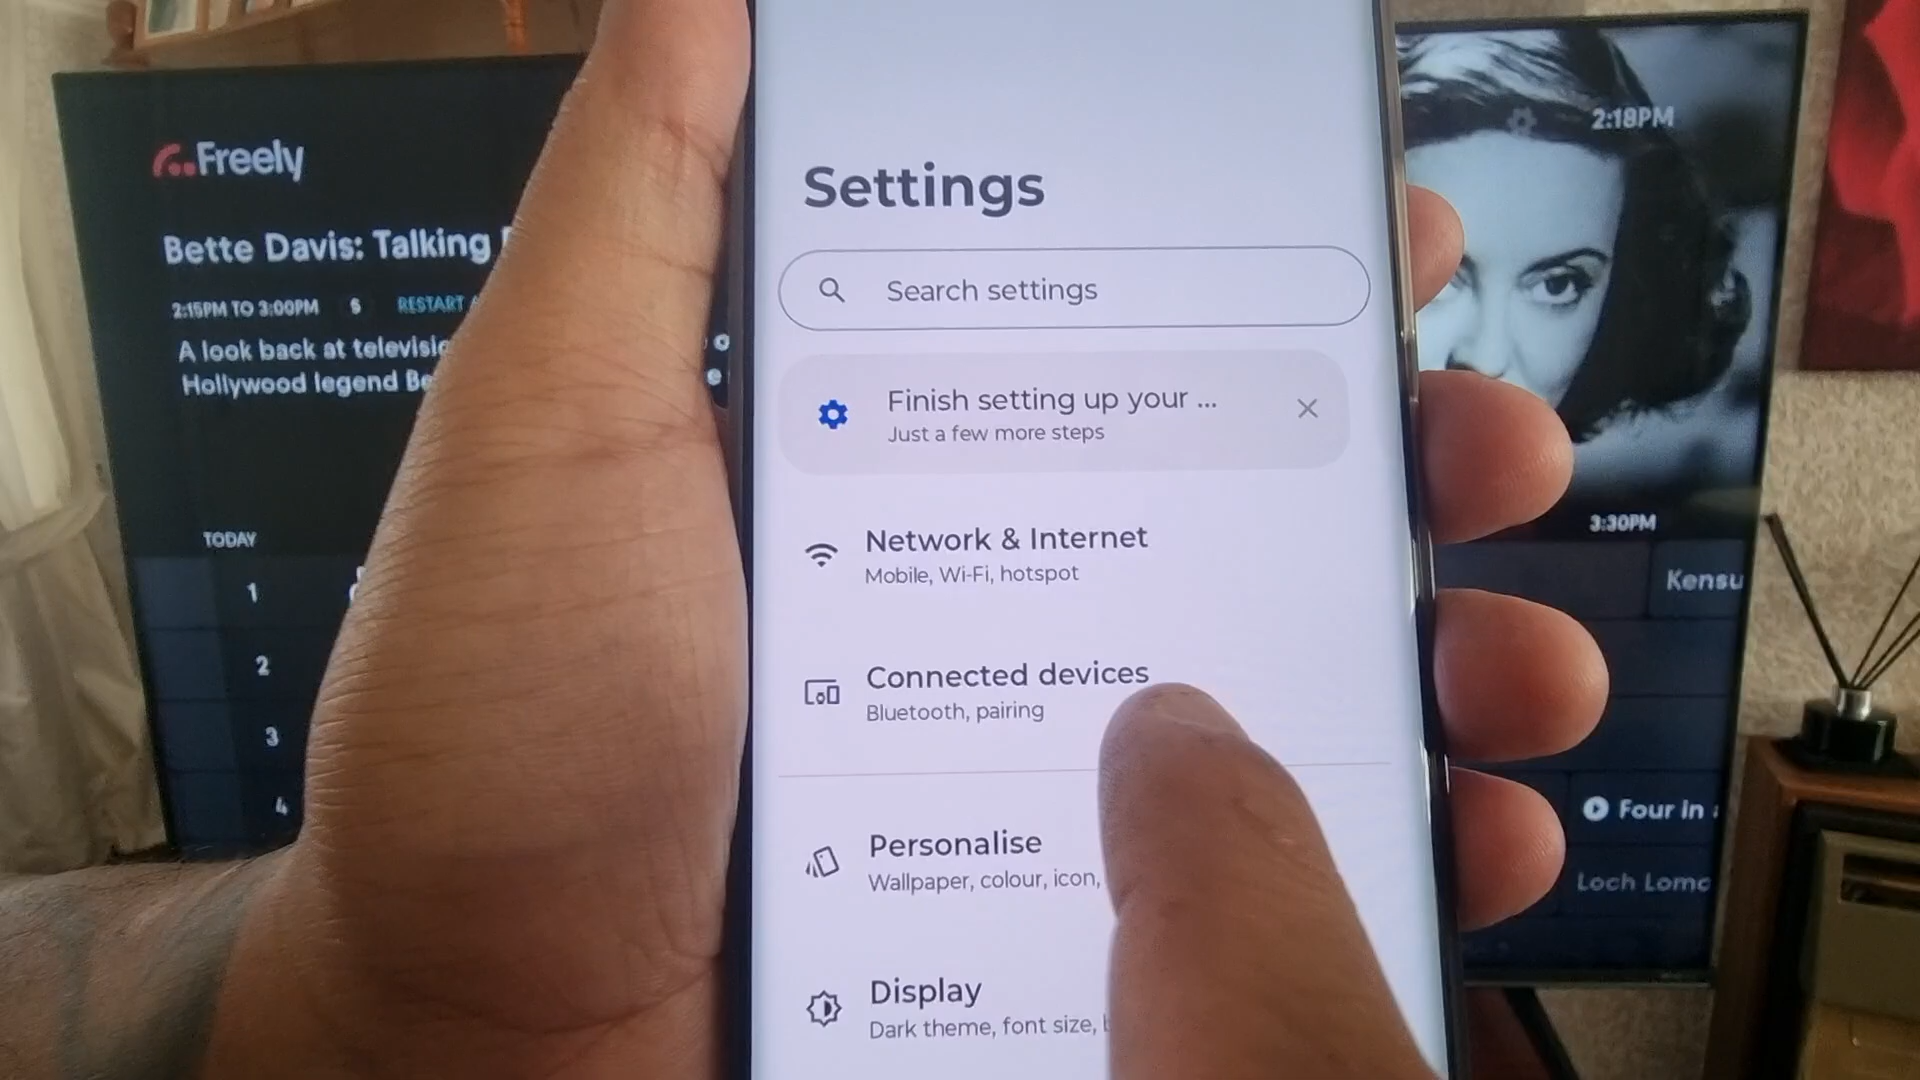 Freely
Bette Davis: Talking
2:15PM TO 3:00PM S RESTART
A look back at televisio
Hollywood legend Be
TODAY
1
2
3
4
Settings
Search settings
Finish setting up your ...
Just a few more steps
Network & Internet
Mobile, Wi-Fi, hotspot
Connected devices
Bluetooth, pairing
Personalise
Wallpaper, colour, icon,
Display
Dark theme, font size,
2:18PM
3:30PM
Kensu
Four in
Loch Lomo